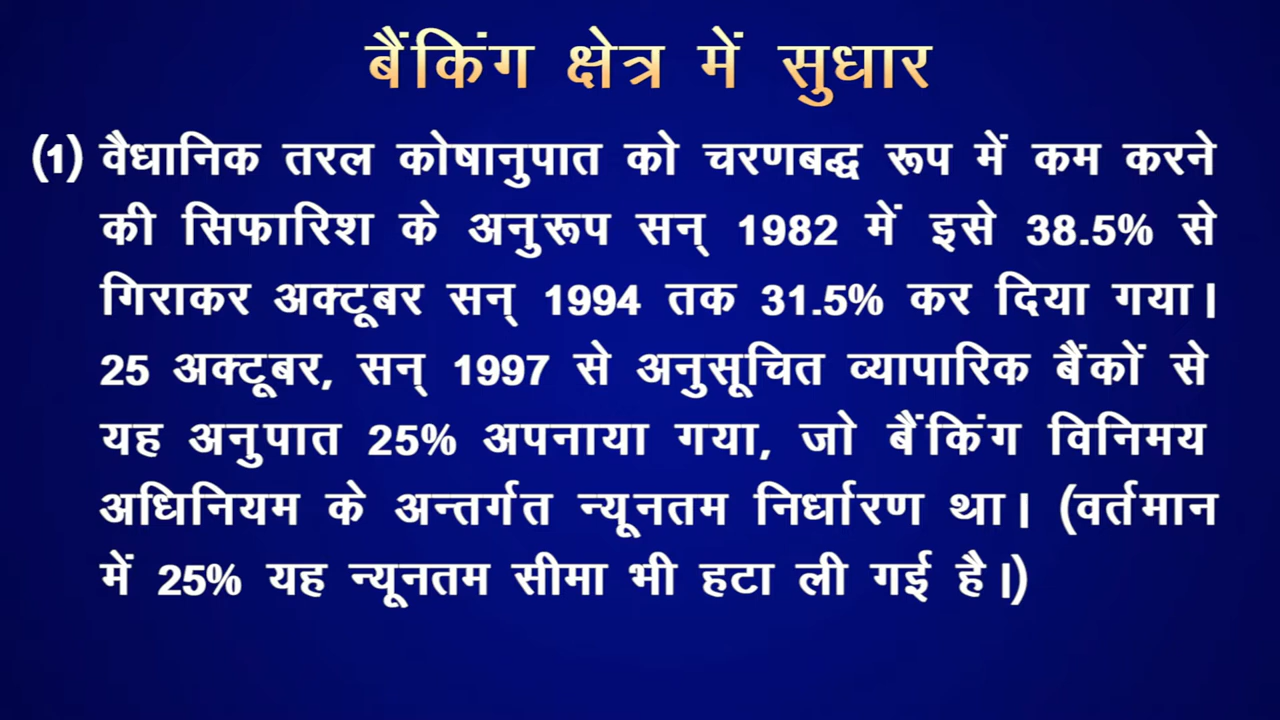 बैंकिंग क्षेत्र में सुधार
(1) वैधानिक तरल कोषानुपात को चरणबद्ध रूप में कम करने
की सिफारिश के अनुरूप सन् 1982 में इसे 38.5% से
गिराकर अक्टूबर सन् 1994 तक 31.5% कर दिया गया।
25 अक्टूबर, सन् 1997 से अनुसूचित व्यापारिक बैंकों से
यह अनुपात 25% अपनाया गया, जो बैंकिंग विनिमय
अधिनियम के अन्तर्गत न्यूनतम निर्धारण था। (वर्तमान
में 25% यह न्यूनतम सीमा भी हटा ली गई है।)